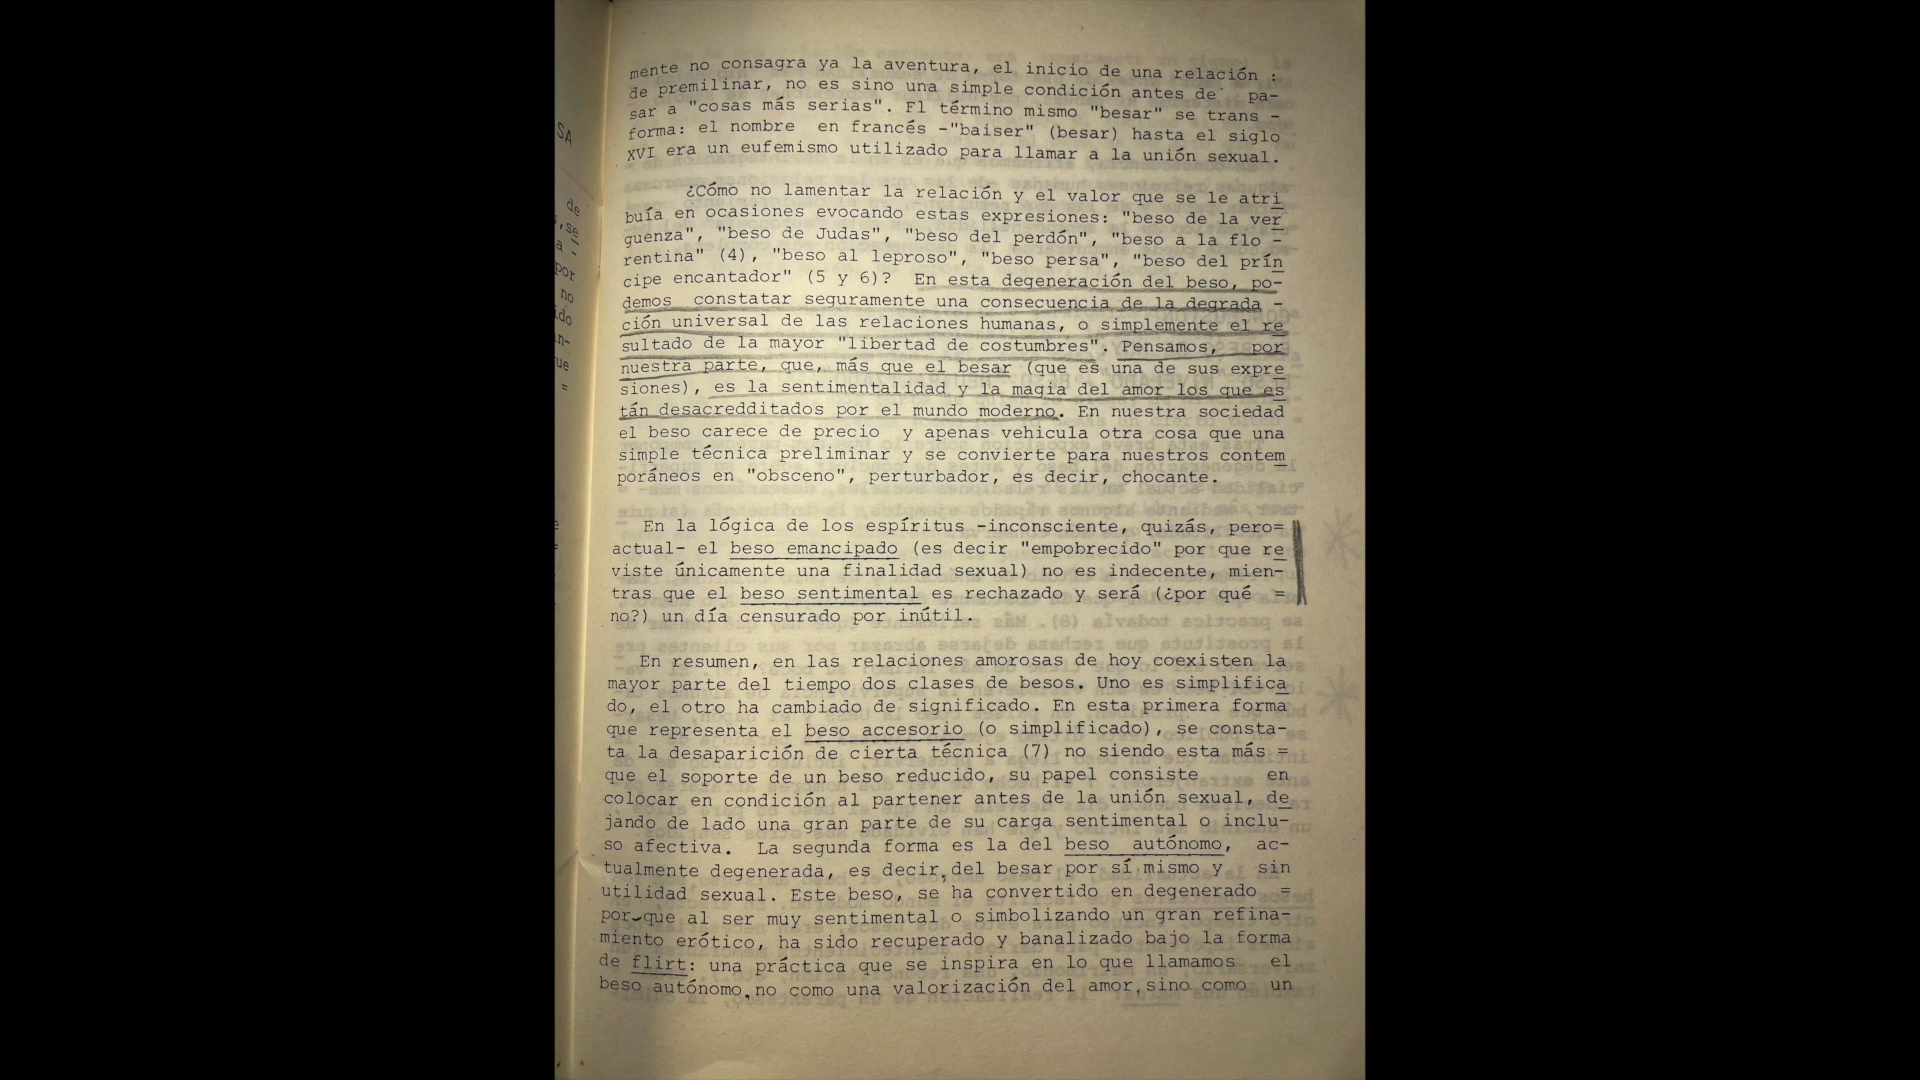 SA
de
,se
a -
por
no
ido
in-
ue
=
mente no consagra ya la aventura, el inicio de una relación :
de premilinar, no es sino una simple condición antes de pa-
sar a "cosas más serias". Fl término mismo "besar" se trans -
forma: el nombre en francés -"baiser" (besar) hasta el siglo
XVI era un eufemismo utilizado para llamar a la unión sexual.
¿Cómo no lamentar la relación y el valor que se le atri
buía en ocasiones evocando estas expresiones: "beso de la ver
guenza", "beso de Judas", "beso del perdón", "beso a la flo -
rentina" (4), "beso al leproso", "beso persa", "beso del prín
cipe encantador" (5 y 6)? En esta degeneración del beso, po-
demos constatar seguramente una consecuencia de la degrada -
ción universal de las relaciones humanas, o simplemente el re
sultado de la mayor "libertad de costumbres". Pensamos, por
nuestra parte, que, más que el besar (que es una de sus expre
siones), es la sentimentalidad y la magia del amor los que es
tán desacredditados por el mundo moderno. En nuestra sociedad
el beso carece de precio y apenas vehicula otra cosa que una
simple técnica preliminar y se convierte para nuestros contem
poráneos en "obsceno", perturbador, es decir, chocante.
En la lógica de los espíritus -inconsciente, quizás, pero=
actual- el beso emancipado (es decir "empobrecido" por que re
viste únicamente una finalidad sexual) no es indecente, mien-
tras que el beso sentimental es rechazado y será (¿por qué =
no?) un día censurado por inútil.
En resumen, en las relaciones amorosas de hoy coexisten la
mayor parte del tiempo dos clases de besos. Uno es simplifica
do, el otro ha cambiado de significado. En esta primera forma
que representa el beso accesorio (o simplificado), se consta-
ta la desaparición de cierta técnica (7) no siendo esta más =
que el soporte de un beso reducido, su papel consiste en
colocar en condición al partener antes de la unión sexual, de
jando de lado una gran parte de su carga sentimental o inclu-
so afectiva. La segunda forma es la del beso autónomo, ac-
tualmente degenerada, es decir, del besar por sí mismo y sin
utilidad sexual. Este beso, se ha convertido en degenerado =
por que al ser muy sentimental o simbolizando un gran refina-
miento erótico, ha sido recuperado y banalizado bajo la forma
de flirt: una práctica que se inspira en lo que llamamos el
beso autónomo, no como una valorización del amor, sino como un